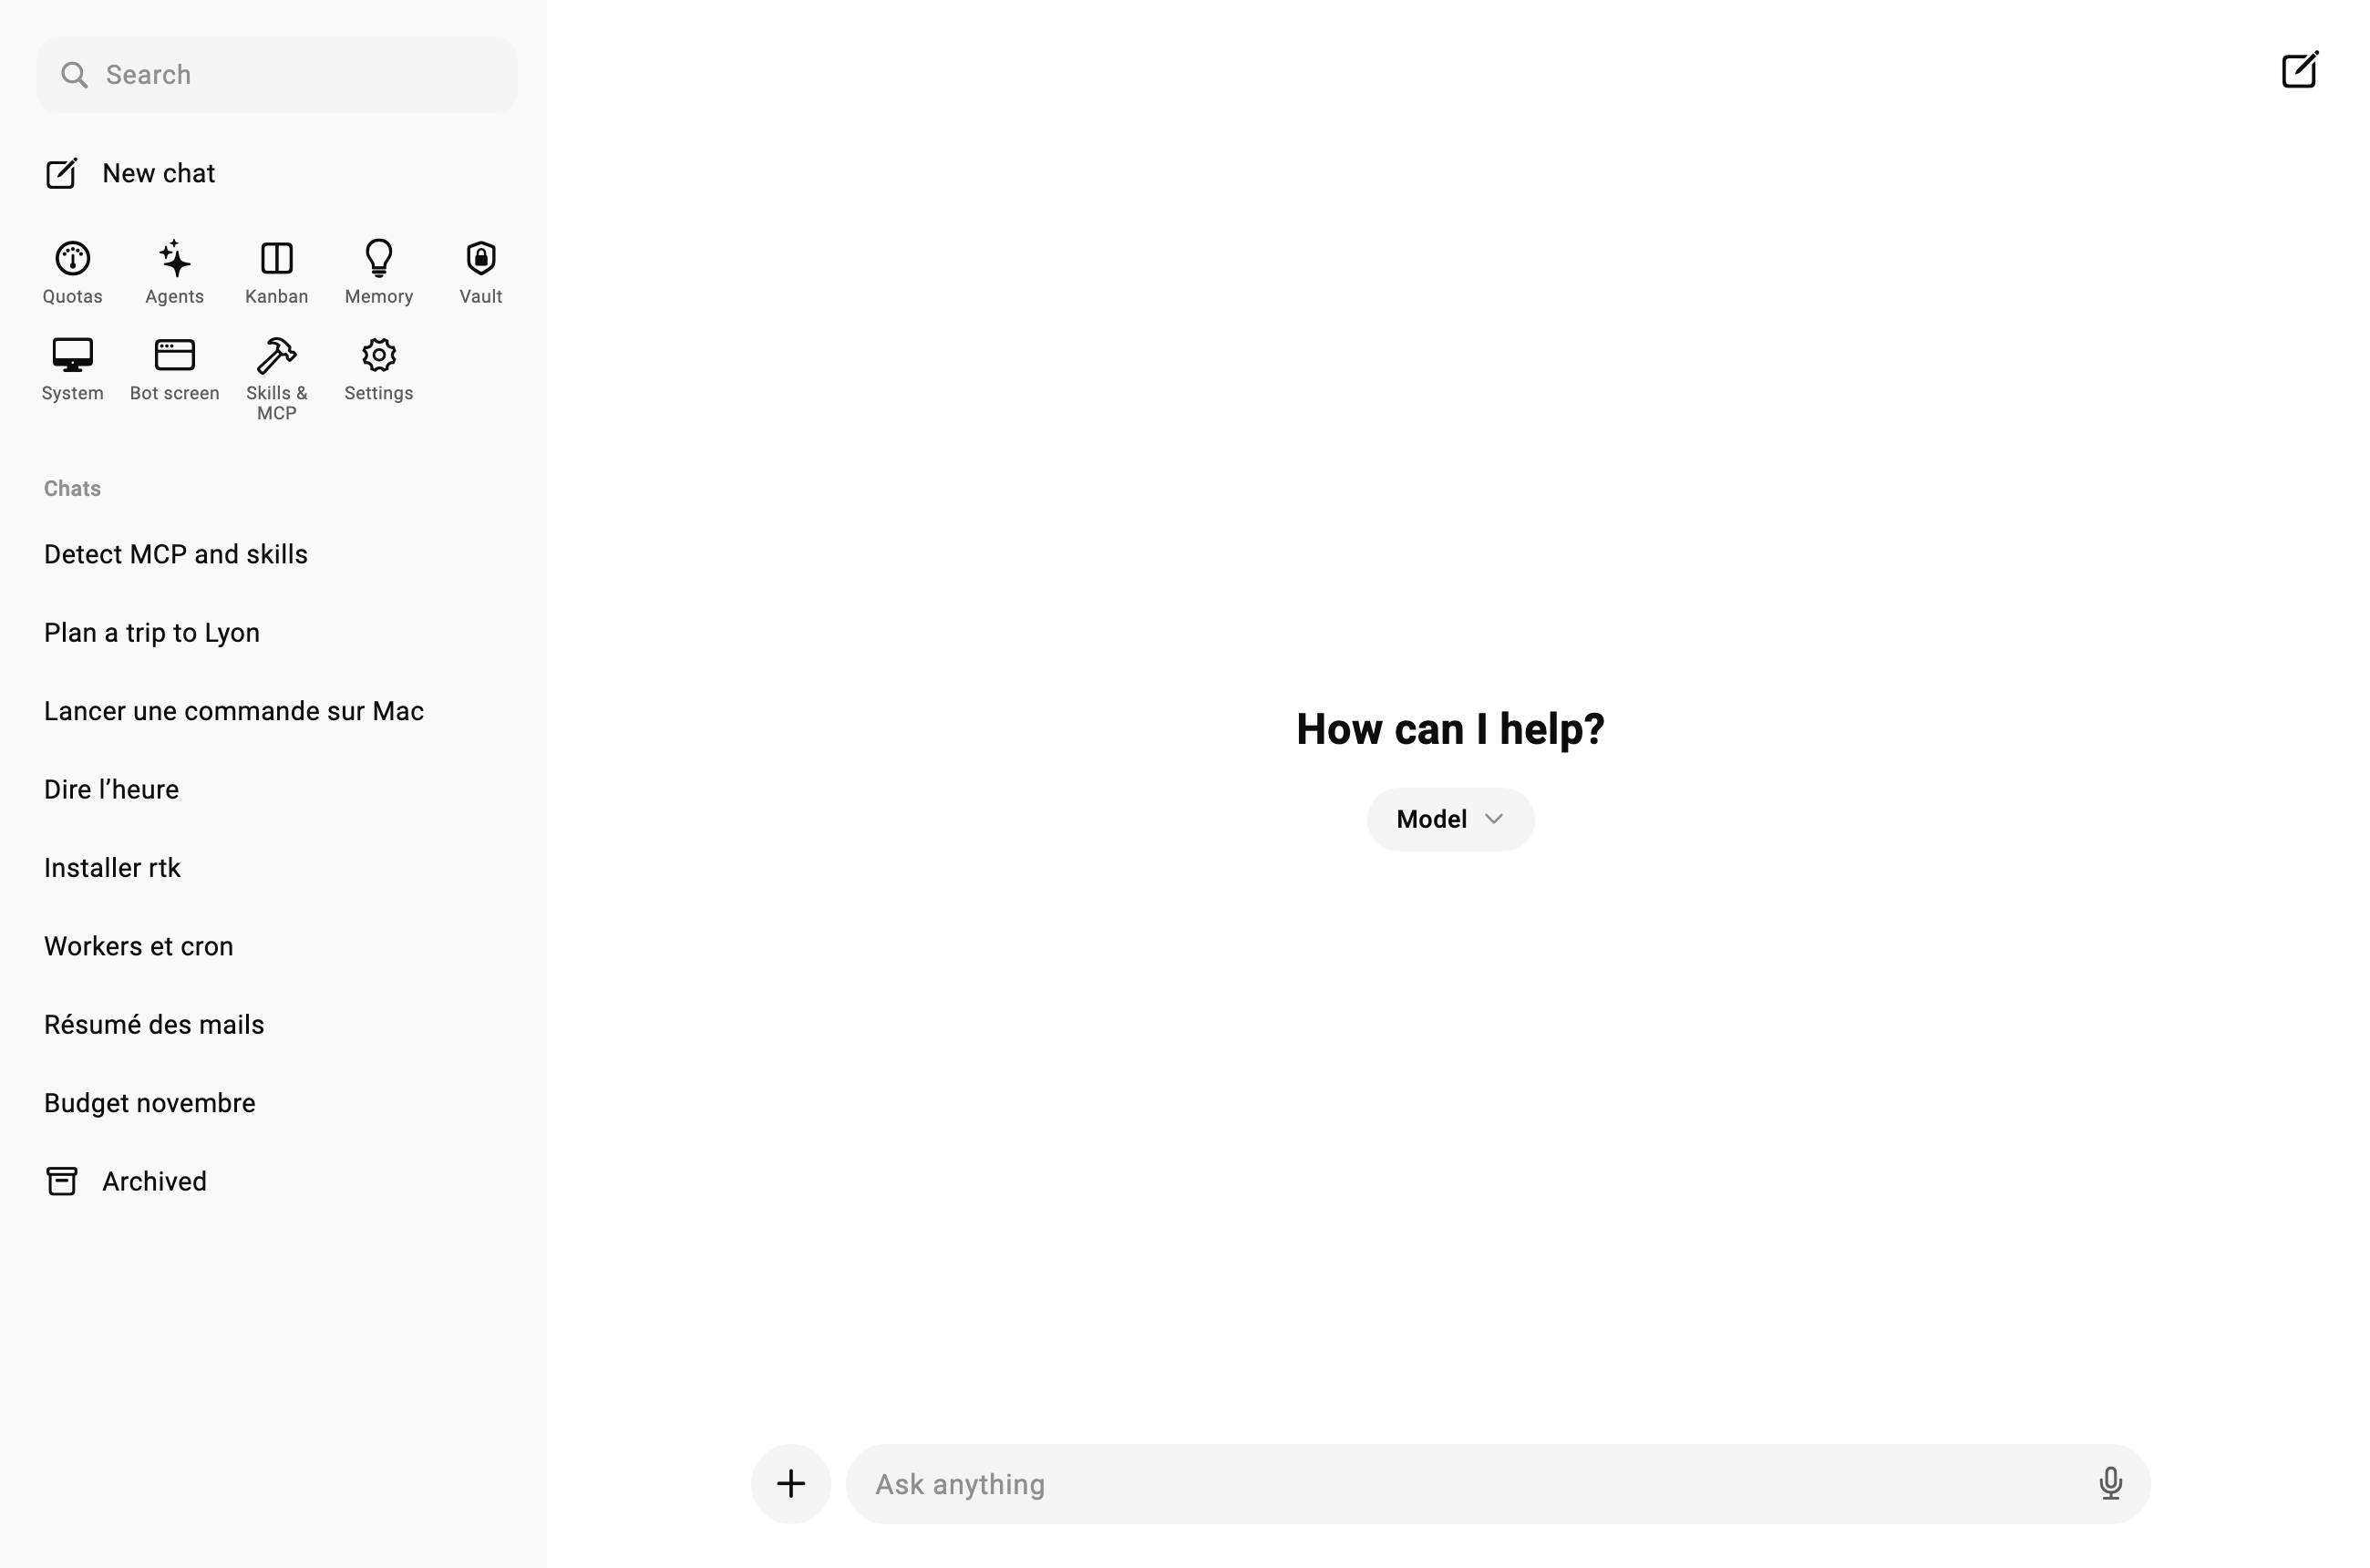 Search
New chat
Quotas
Agents
Kanban
Memory
Vault
System
Bot screen
Skills &
MCP
Settings
Chats
Detect MCP and skills
Plan a trip to Lyon
Lancer une commande sur Mac
Dire l’heure
Installer rtk
Workers et cron
Résumé des mails
Budget novembre
Archived
How can I help?
Model
Ask anything